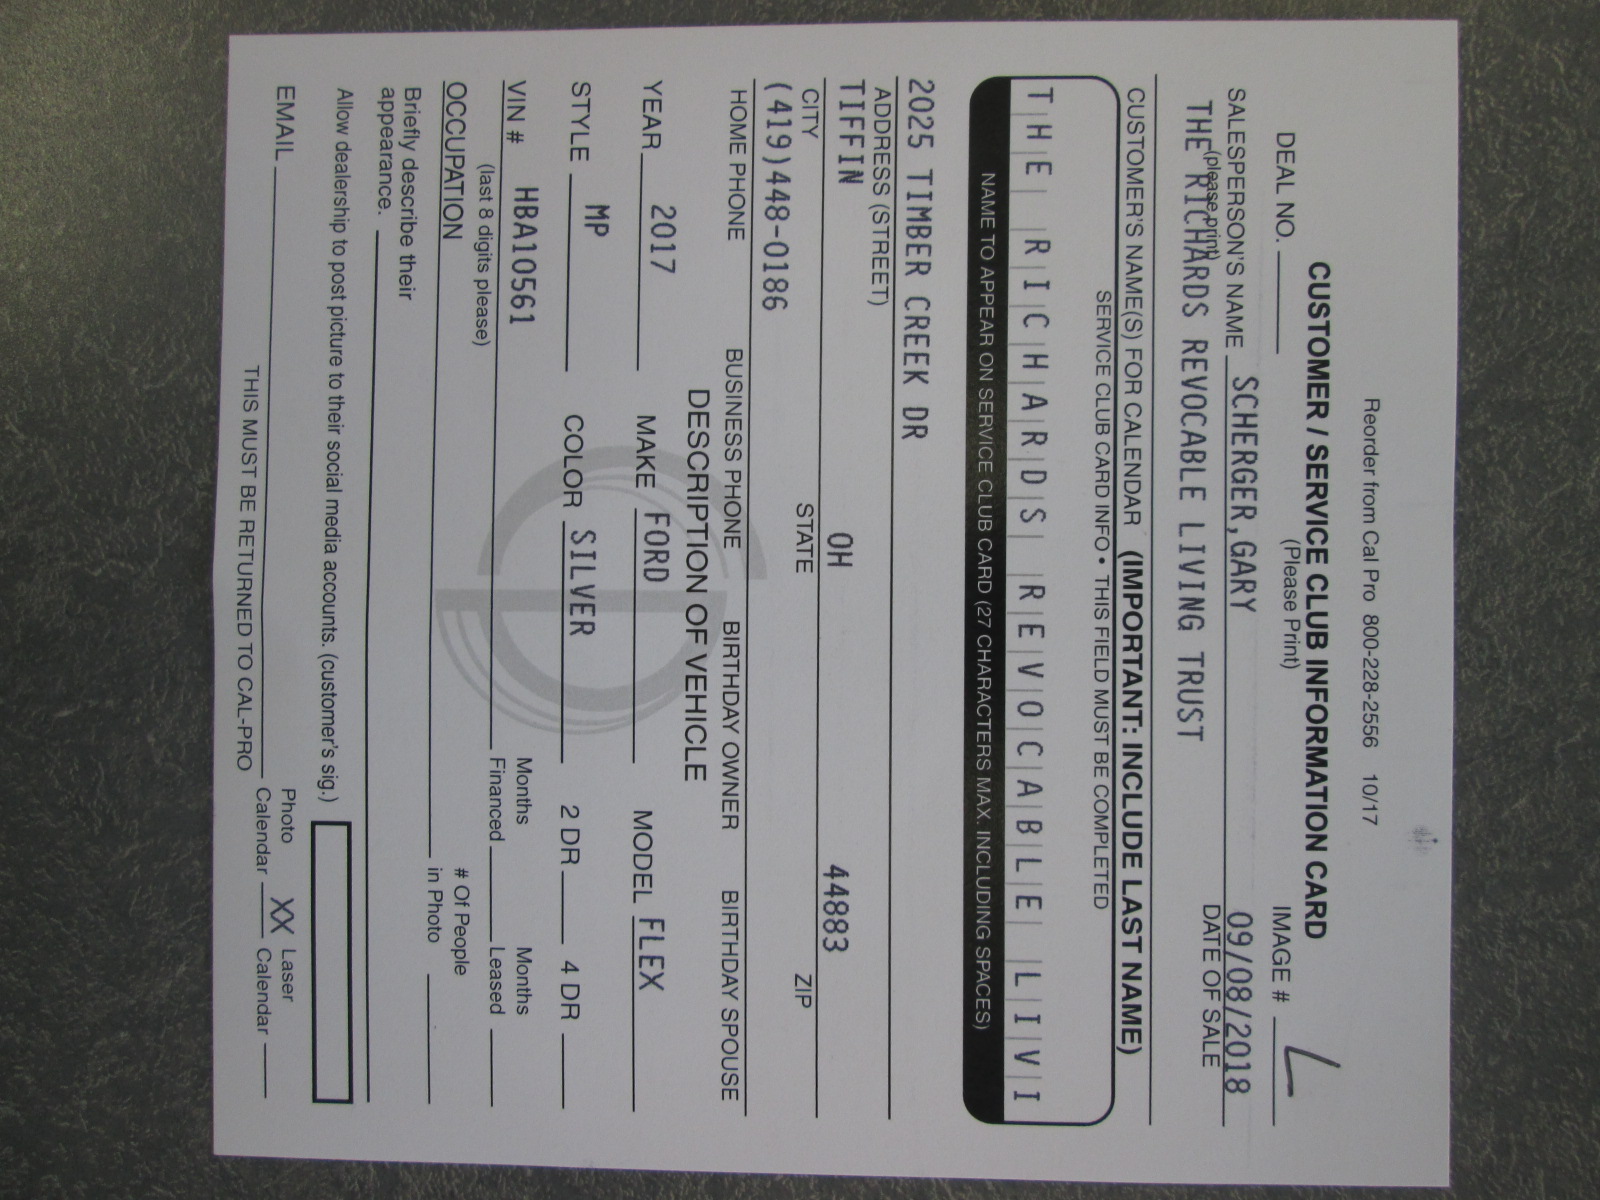 Reorder from Cal Pro 800-228-2556 10/17
CUSTOMER / SERVICE CLUB INFORMATION CARD
(Please Print)
DEAL NO. IMAGE #
SALESPERSON'S NAME SCHERGER,GARY 09/08/2018
(please print) DATE OF SALE
THE RICHARDS REVOCABLE LIVING TRUST
CUSTOMER'S NAME(S) FOR CALENDAR (IMPORTANT: INCLUDE LAST NAME)
SERVICE CLUB CARD INFO • THIS FIELD MUST BE COMPLETED
THE RICHARDS REVOCABLE LIVI
NAME TO APPEAR ON SERVICE CLUB CARD (27 CHARACTERS MAX. INCLUDING SPACES)
2025 TIMBER CREEK DR
ADDRESS (STREET)
TIFFIN OH 44883
CITY STATE ZIP
(419)448-0186
HOME PHONE BUSINESS PHONE BIRTHDAY OWNER BIRTHDAY SPOUSE
DESCRIPTION OF VEHICLE
YEAR 2017 MAKE FORD MODEL FLEX
STYLE MP COLOR SILVER 2 DR 4 DR
VIN # HBA10561 Months Financed Months Leased
(last 8 digits please)
OCCUPATION # Of People in Photo
Briefly describe their
appearance.
Allow dealership to post picture to their social media accounts. (customer's sig.)
EMAIL Photo Calendar XX Laser Calendar
THIS MUST BE RETURNED TO CAL-PRO